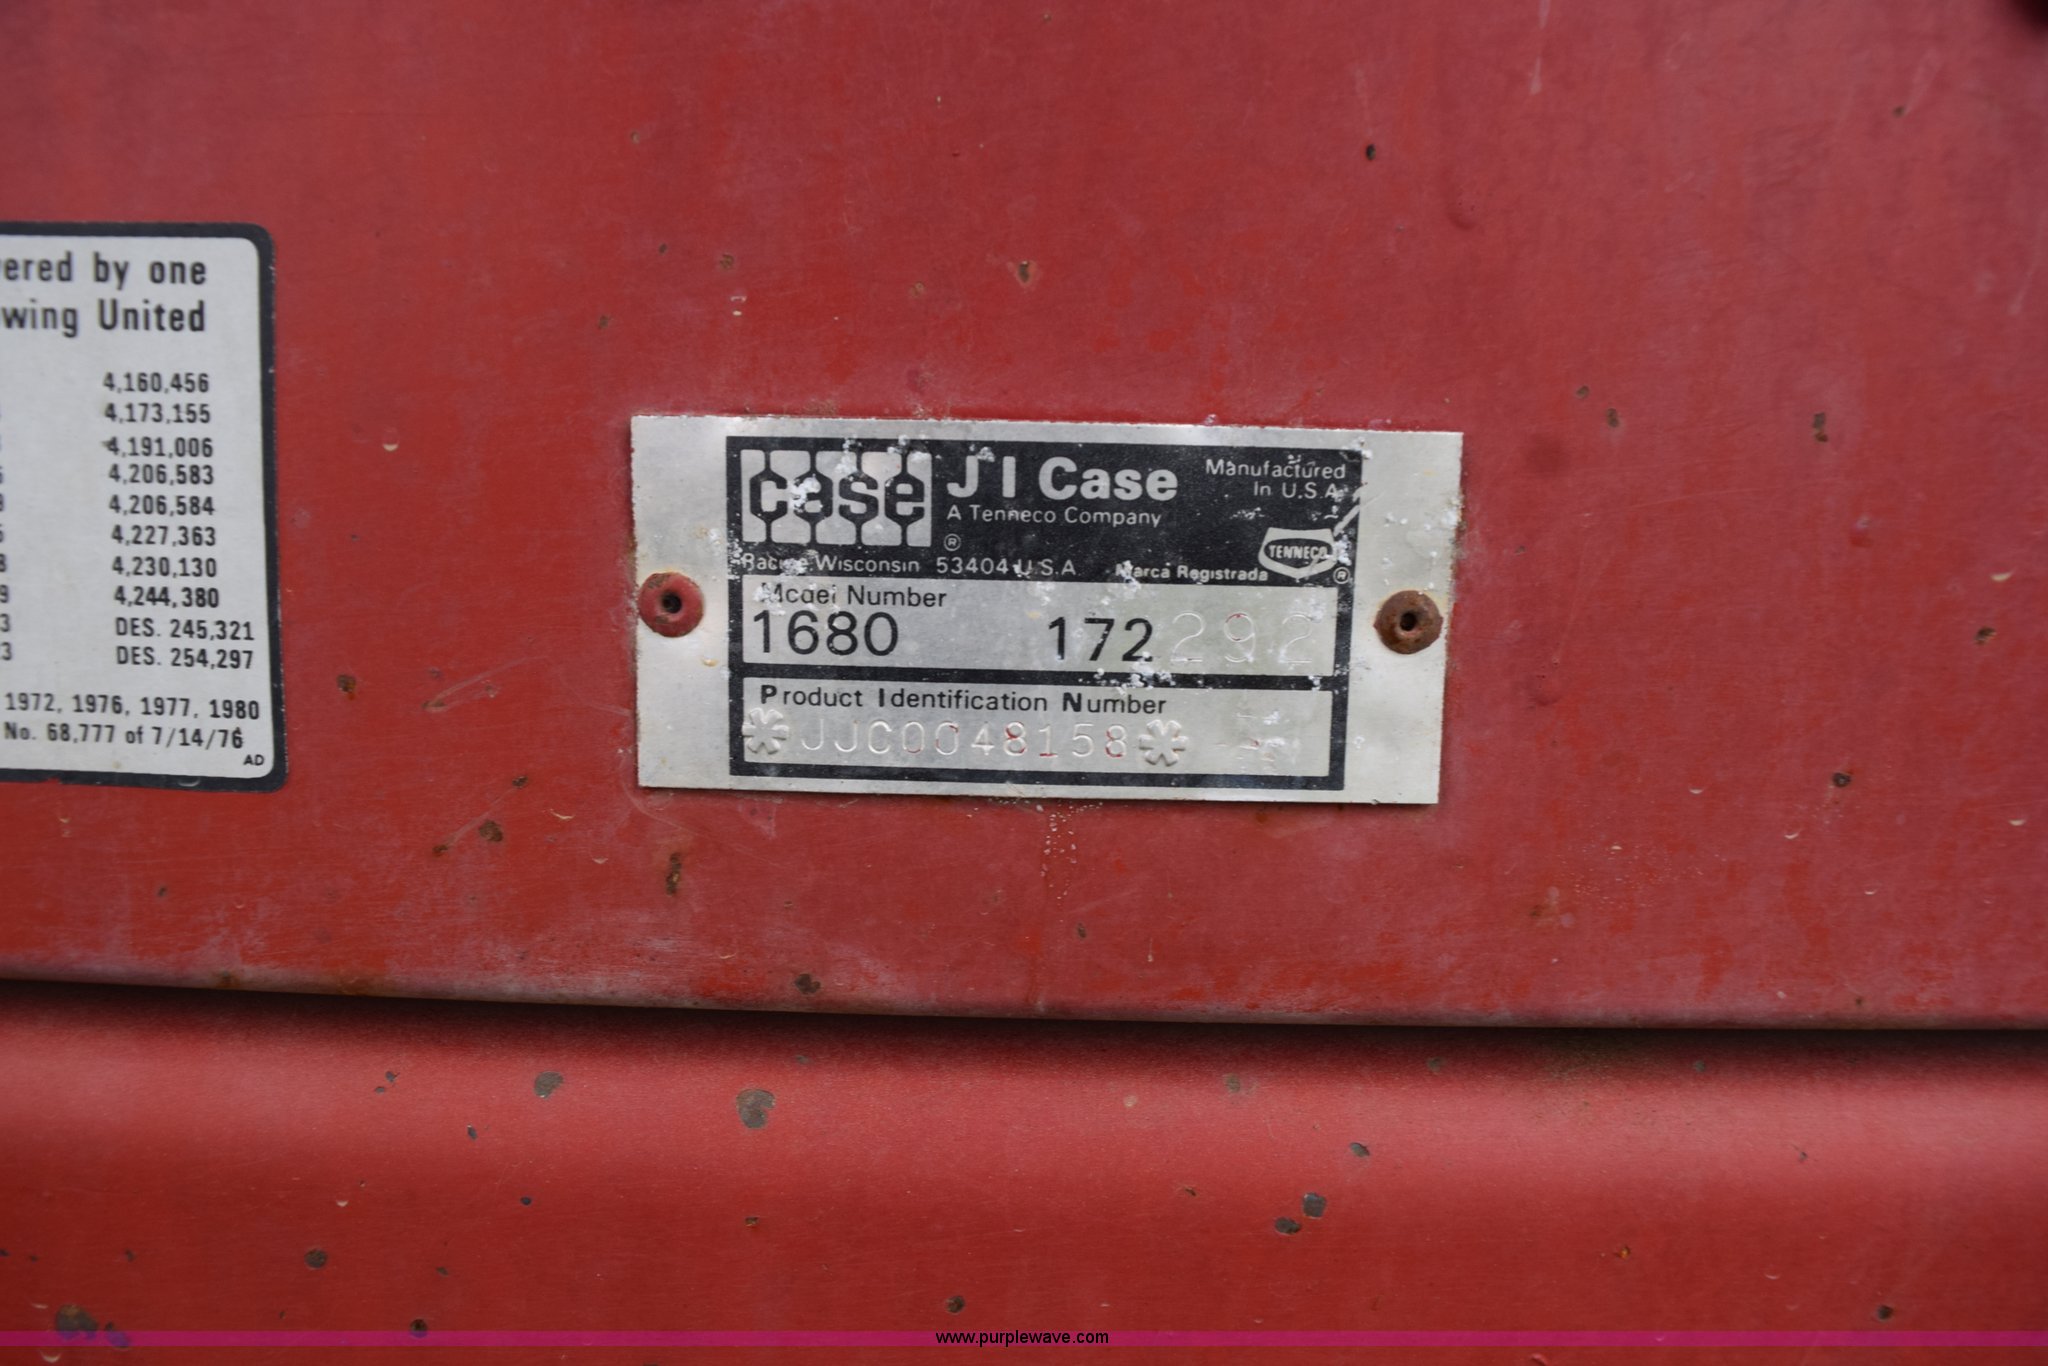 ered by one
wing United
4,160,456
4,173,155
4,191,006
4,206,583
4,206,584
4,227,363
4,230,130
4,244,380
DES. 245,321
DES. 254,297
1972, 1976, 1977, 1980
No. 68,777 of 7/14/76
AD
case
J I Case
A Tenneco Company
®
Manufactured
In U.S.A.
TENNECO
®
Racine, Wisconsin 53404 U.S.A
Marca Registrada
Model Number
1680 172 292
Product Identification Number
*JJC0048158*
www.purplewave.com